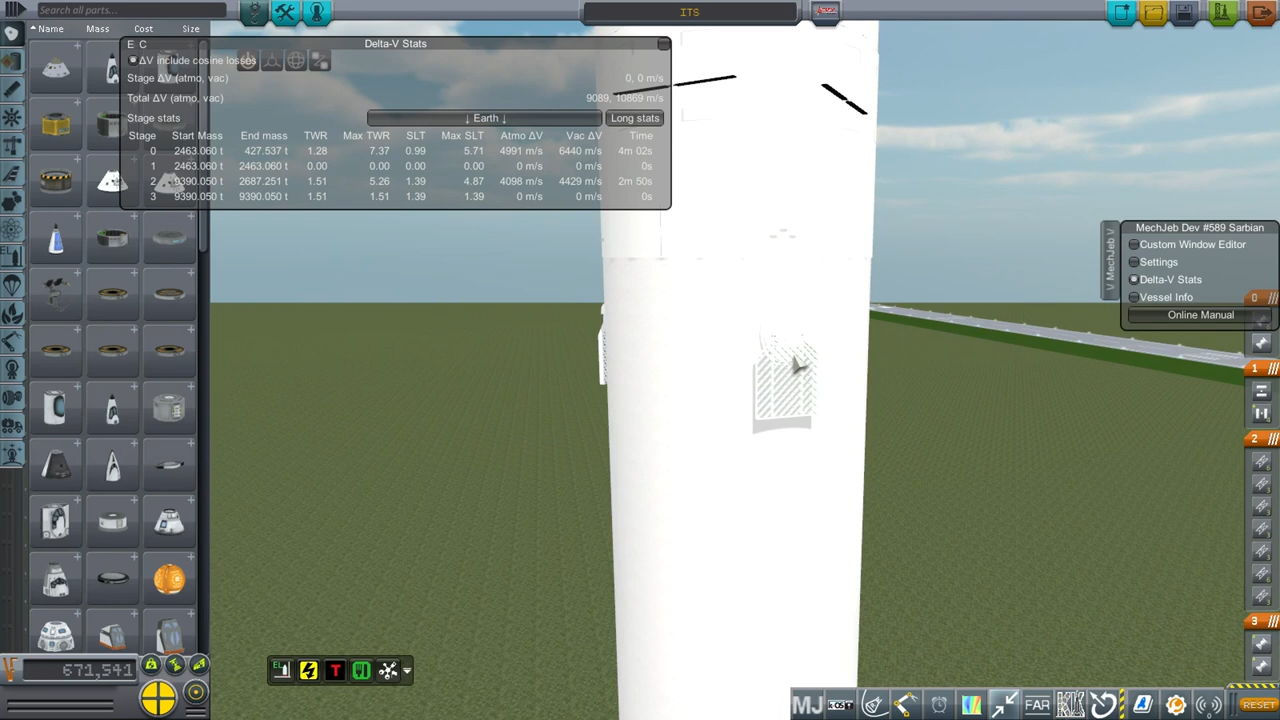 Search all parts...
ITS
Name Mass Cost Size
E C
Delta-V Stats
ΔV include cosine losses
Stage ΔV (atmo, vac) 0, 0 m/s
Total ΔV (atmo, vac) 9089, 10869 m/s
Stage stats ↓ Earth ↓ Long stats
Stage Start Mass End mass TWR Max TWR SLT Max SLT Atmo ΔV Vac ΔV Time
0 2463.060 t 427.537 t 1.28 7.37 0.99 5.71 4991 m/s 6440 m/s 4m 02s
1 2463.060 t 2463.060 t 0.00 0.00 0.00 0.00 0 m/s 0 m/s 0s
2 9390.050 t 2687.251 t 1.51 5.26 1.39 4.87 4098 m/s 4429 m/s 2m 50s
3 9390.050 t 9390.050 t 1.51 1.51 1.39 1.39 0 m/s 0 m/s 0s
V MechJeb V
MechJeb Dev #589 Sarbian
Custom Window Editor
Settings
Delta-V Stats
Vessel Info
Online Manual
0
1
2
3
EL
671,541
EL
T
MJ
kOS
FAR
KJR
RESET